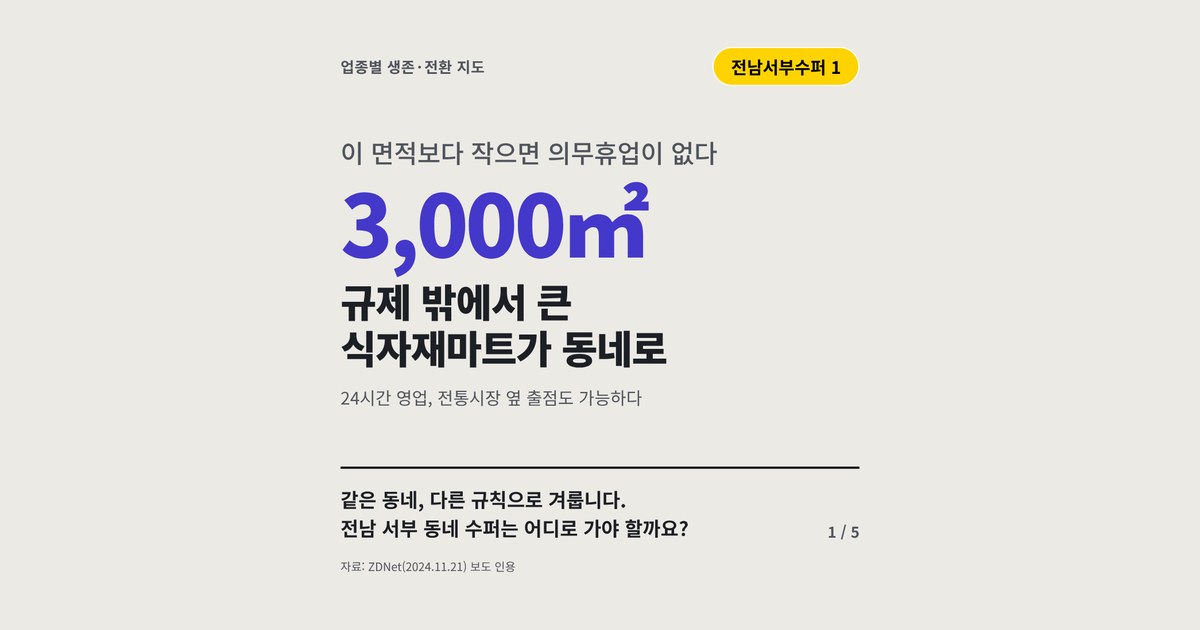 업종별 생존·전환 지도
전남서부수퍼 1
이 면적보다 작으면 의무휴업이 없다
3,000㎡
규제 밖에서 큰
식자재마트가 동네로
24시간 영업, 전통시장 옆 출점도 가능하다
같은 동네, 다른 규칙으로 겨룹니다.
전남 서부 동네 수퍼는 어디로 가야 할까요?
1 / 5
자료: ZDNet(2024.11.21) 보도 인용